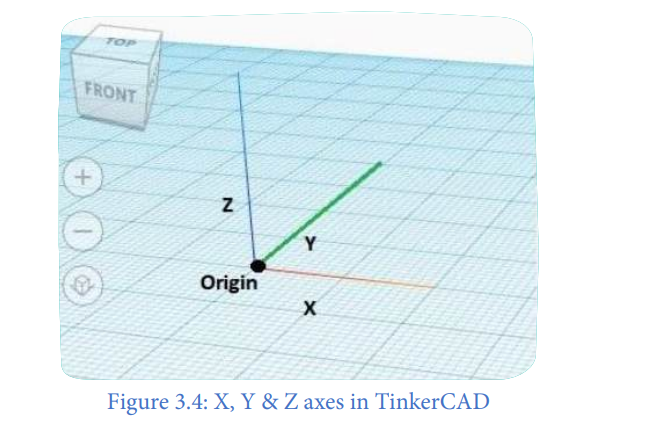 TOP
FRONT
Z
Y
Origin
X
Figure 3.4: X, Y & Z axes in TinkerCAD